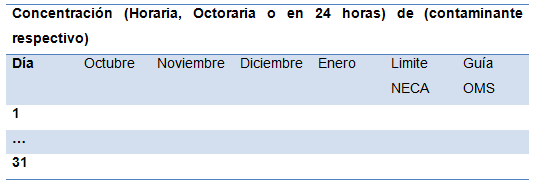 Concentración (Horaria, Octoraria o en 24 horas) de (contaminante
respectivo)
Día Octubre Noviembre Diciembre Enero Limite Guía
NECA OMS
1
...
31